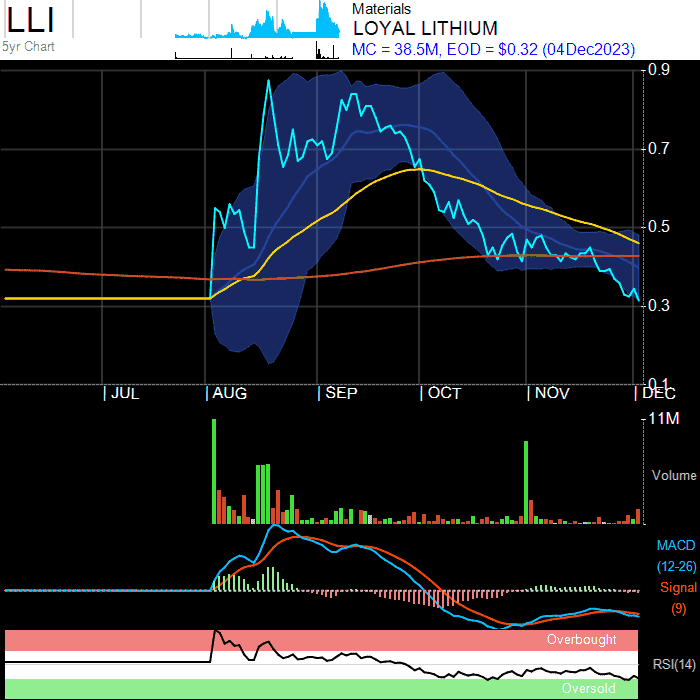 LLI
5yr Chart
Materials
LOYAL LITHIUM
MC = 38.5M, EOD = $0.32 (04Dec2023)
0.9
0.7
0.5
0.3
0.1
JUL
AUG
SEP
OCT
NOV
DEC
11M
Volume
MACD
(12-26)
Signal
(9)
Overbought
RSI(14)
Oversold